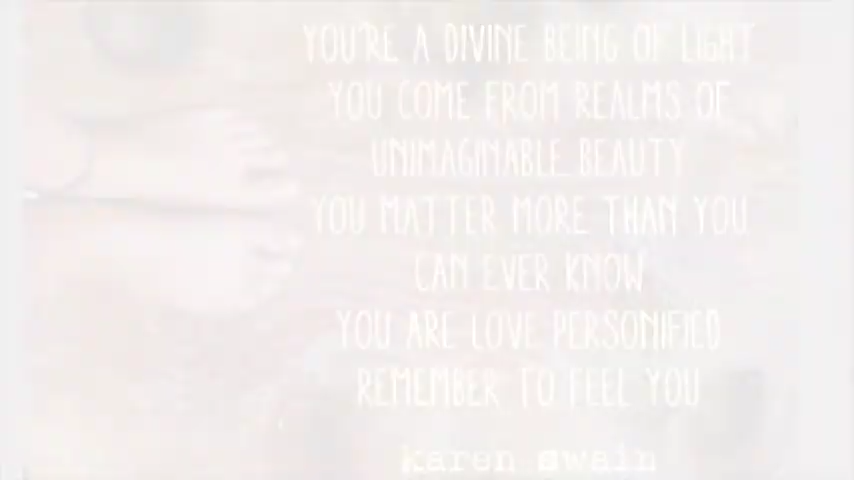 YOU'RE A DIVINE BEING OF LIGHT
YOU COME FROM REALMS OF
UNIMAGINABLE BEAUTY
YOU MATTER MORE THAN YOU
CAN EVER KNOW
YOU ARE LOVE PERSONIFIED
REMEMBER TO FEEL YOU
karen swain